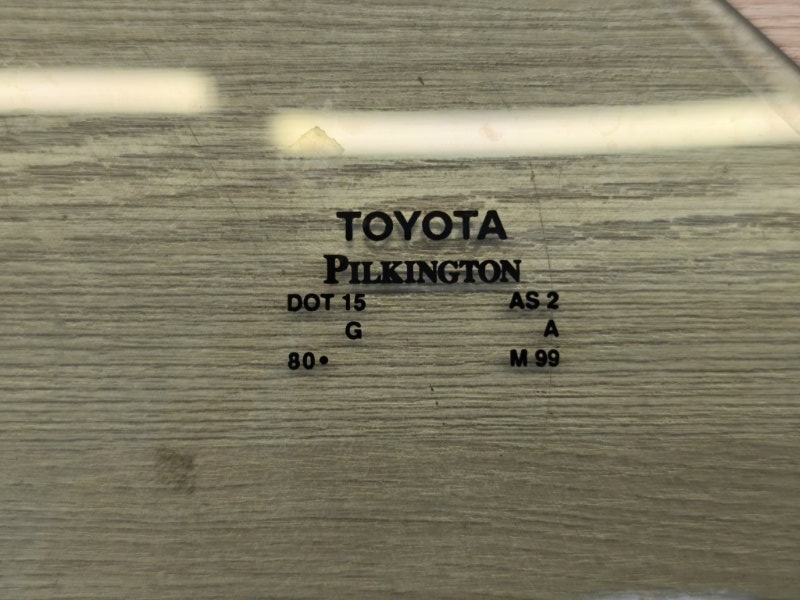 TOYOTA
PILKINGTON
DOT 15 AS 2
G A
80• M 99